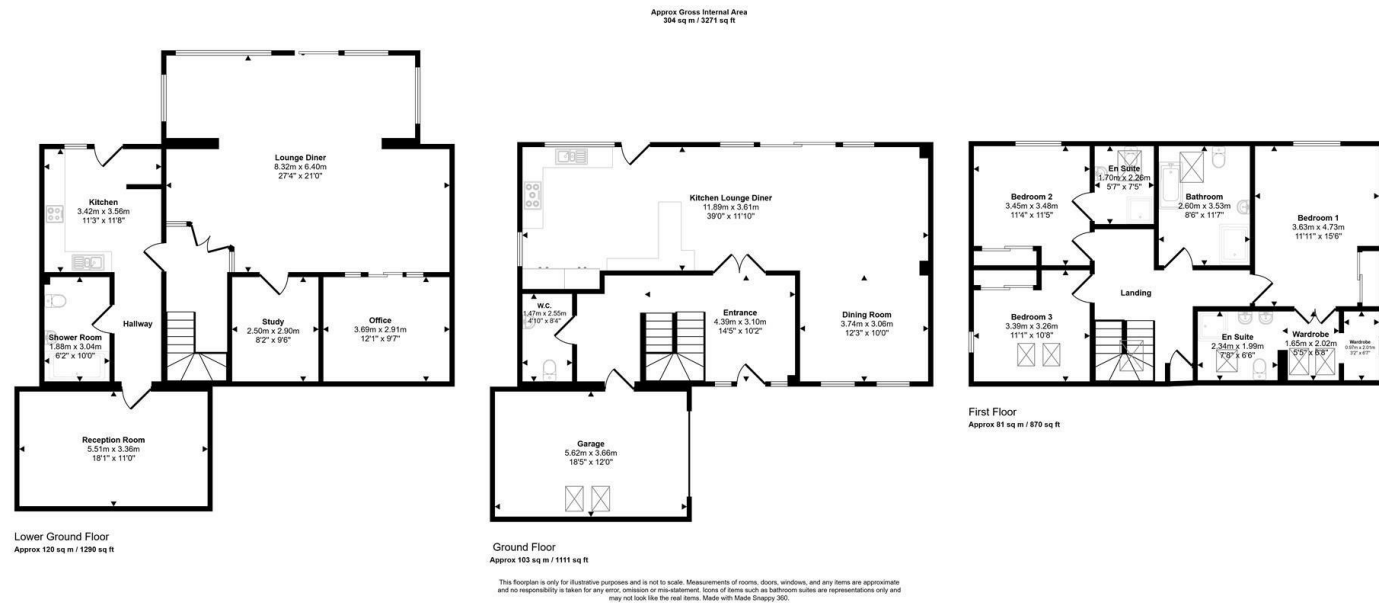 Approx Gross Internal Area
304 sq m / 3271 sq ft
Lounge Diner
8.32m x 6.40m
27'4" x 21'0"
Kitchen
3.42m x 3.56m
11'3" x 11'8"
Shower Room
1.88m x 3.04m
6'2" x 10'0"
Hallway
Study
2.50m x 2.90m
8'2" x 9'6"
Office
3.69m x 2.91m
12'1" x 9'7"
Reception Room
5.51m x 3.36m
18'1" x 11'0"
Lower Ground Floor
Approx 120 sq m / 1290 sq ft
Kitchen Lounge Diner
11.89m x 3.61m
39'0" x 11'10"
W.C.
1.47m x 2.55m
4'10" x 8'4"
Entrance
4.39m x 3.10m
14'5" x 10'2"
Dining Room
3.74m x 3.06m
12'3" x 10'0"
Garage
5.62m x 3.66m
18'5" x 12'0"
Ground Floor
Approx 103 sq m / 1111 sq ft
Bedroom 2
3.45m x 3.48m
11'4" x 11'5"
En Suite
1.70m x 2.26m
5'7" x 7'5"
Bathroom
2.60m x 3.53m
8'6" x 11'7"
Bedroom 1
3.63m x 4.73m
11'11" x 15'6"
Landing
Bedroom 3
3.39m x 3.26m
11'1" x 10'8"
En Suite
2.34m x 1.99m
7'8" x 6'6"
Wardrobe
1.65m x 2.02m
5'5" x 6'8"
Wardrobe
0.97m x 2.01m
3'2" x 6'7"
First Floor
Approx 81 sq m / 870 sq ft
This floorplan is only for illustrative purposes and is not to scale. Measurements of rooms, doors, windows, and any items are approximate
and no responsibility is taken for any error, omission or mis-statement. Icons of items such as bathroom suites are representations only and
may not look like the real items. Made with Made Snappy 360.